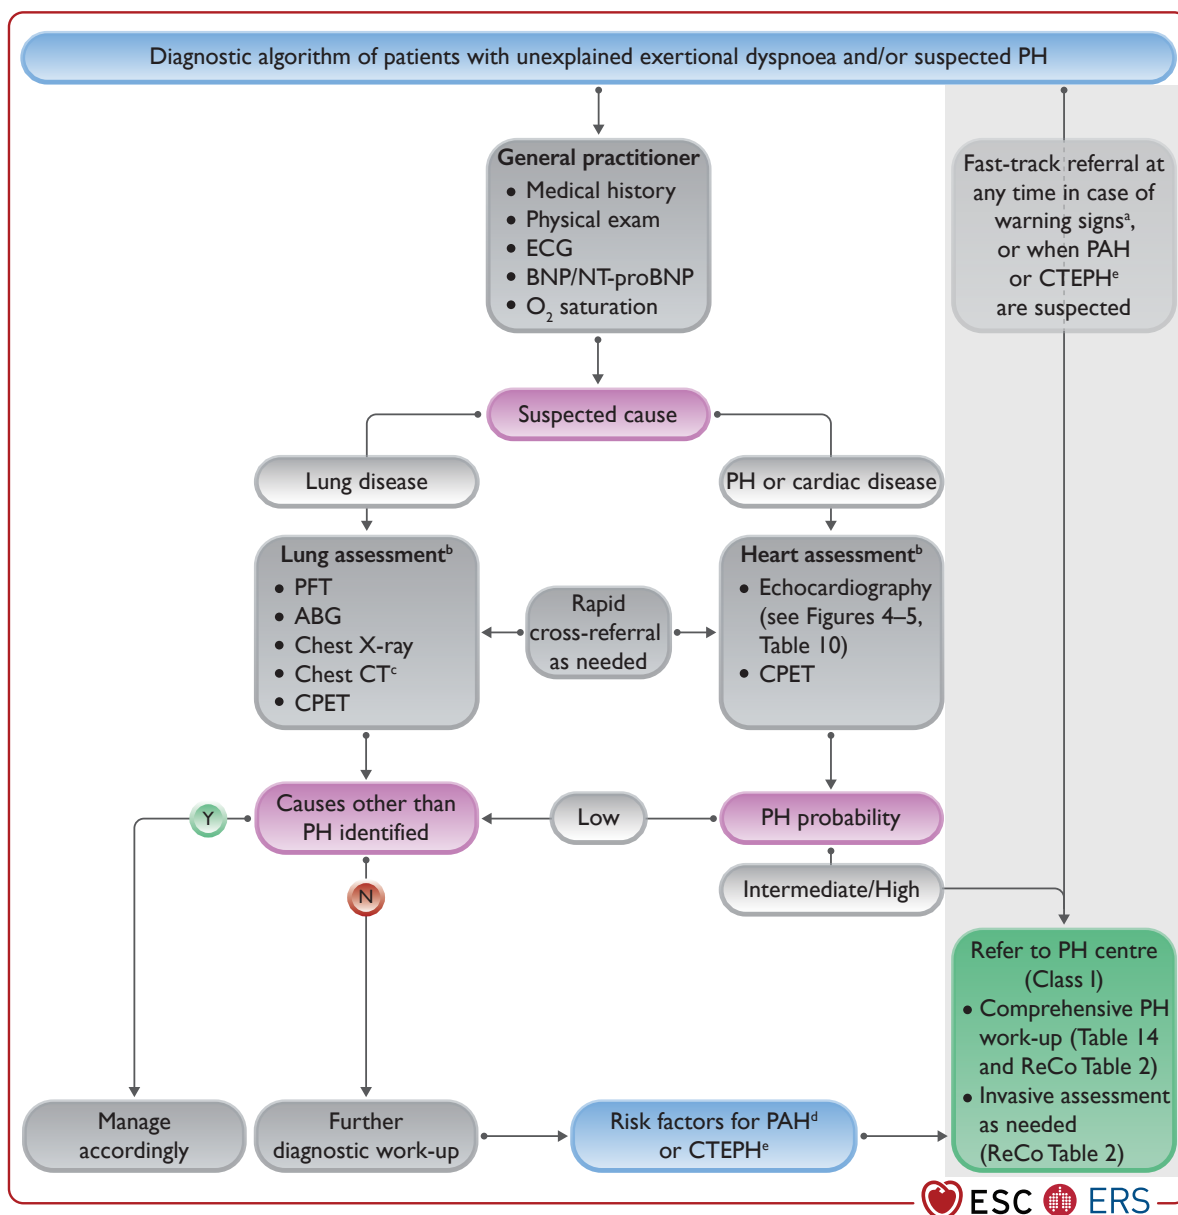 Diagnostic algorithm of patients with unexplained exertional dyspnoea and/or suspected PH
General practitioner
• Medical history
• Physical exam
• ECG
• BNP/NT-proBNP
• O₂ saturation
Fast-track referral at
any time in case of
warning signsᵃ,
or when PAH
or CTEPHᵉ
are suspected
Suspected cause
Lung disease
PH or cardiac disease
Lung assessmentᵇ
• PFT
• ABG
• Chest X-ray
• Chest CTᶜ
• CPET
Rapid
cross-referral
as needed
Heart assessmentᵇ
• Echocardiography
(see Figures 4–5,
Table 10)
• CPET
Y
Causes other than
PH identified
Low
PH probability
N
Intermediate/High
Refer to PH centre
(Class I)
• Comprehensive PH
work-up (Table 14
and ReCo Table 2)
• Invasive assessment
as needed
(ReCo Table 2)
Manage
accordingly
Further
diagnostic work-up
Risk factors for PAHᵈ
or CTEPHᵉ
ESC ERS